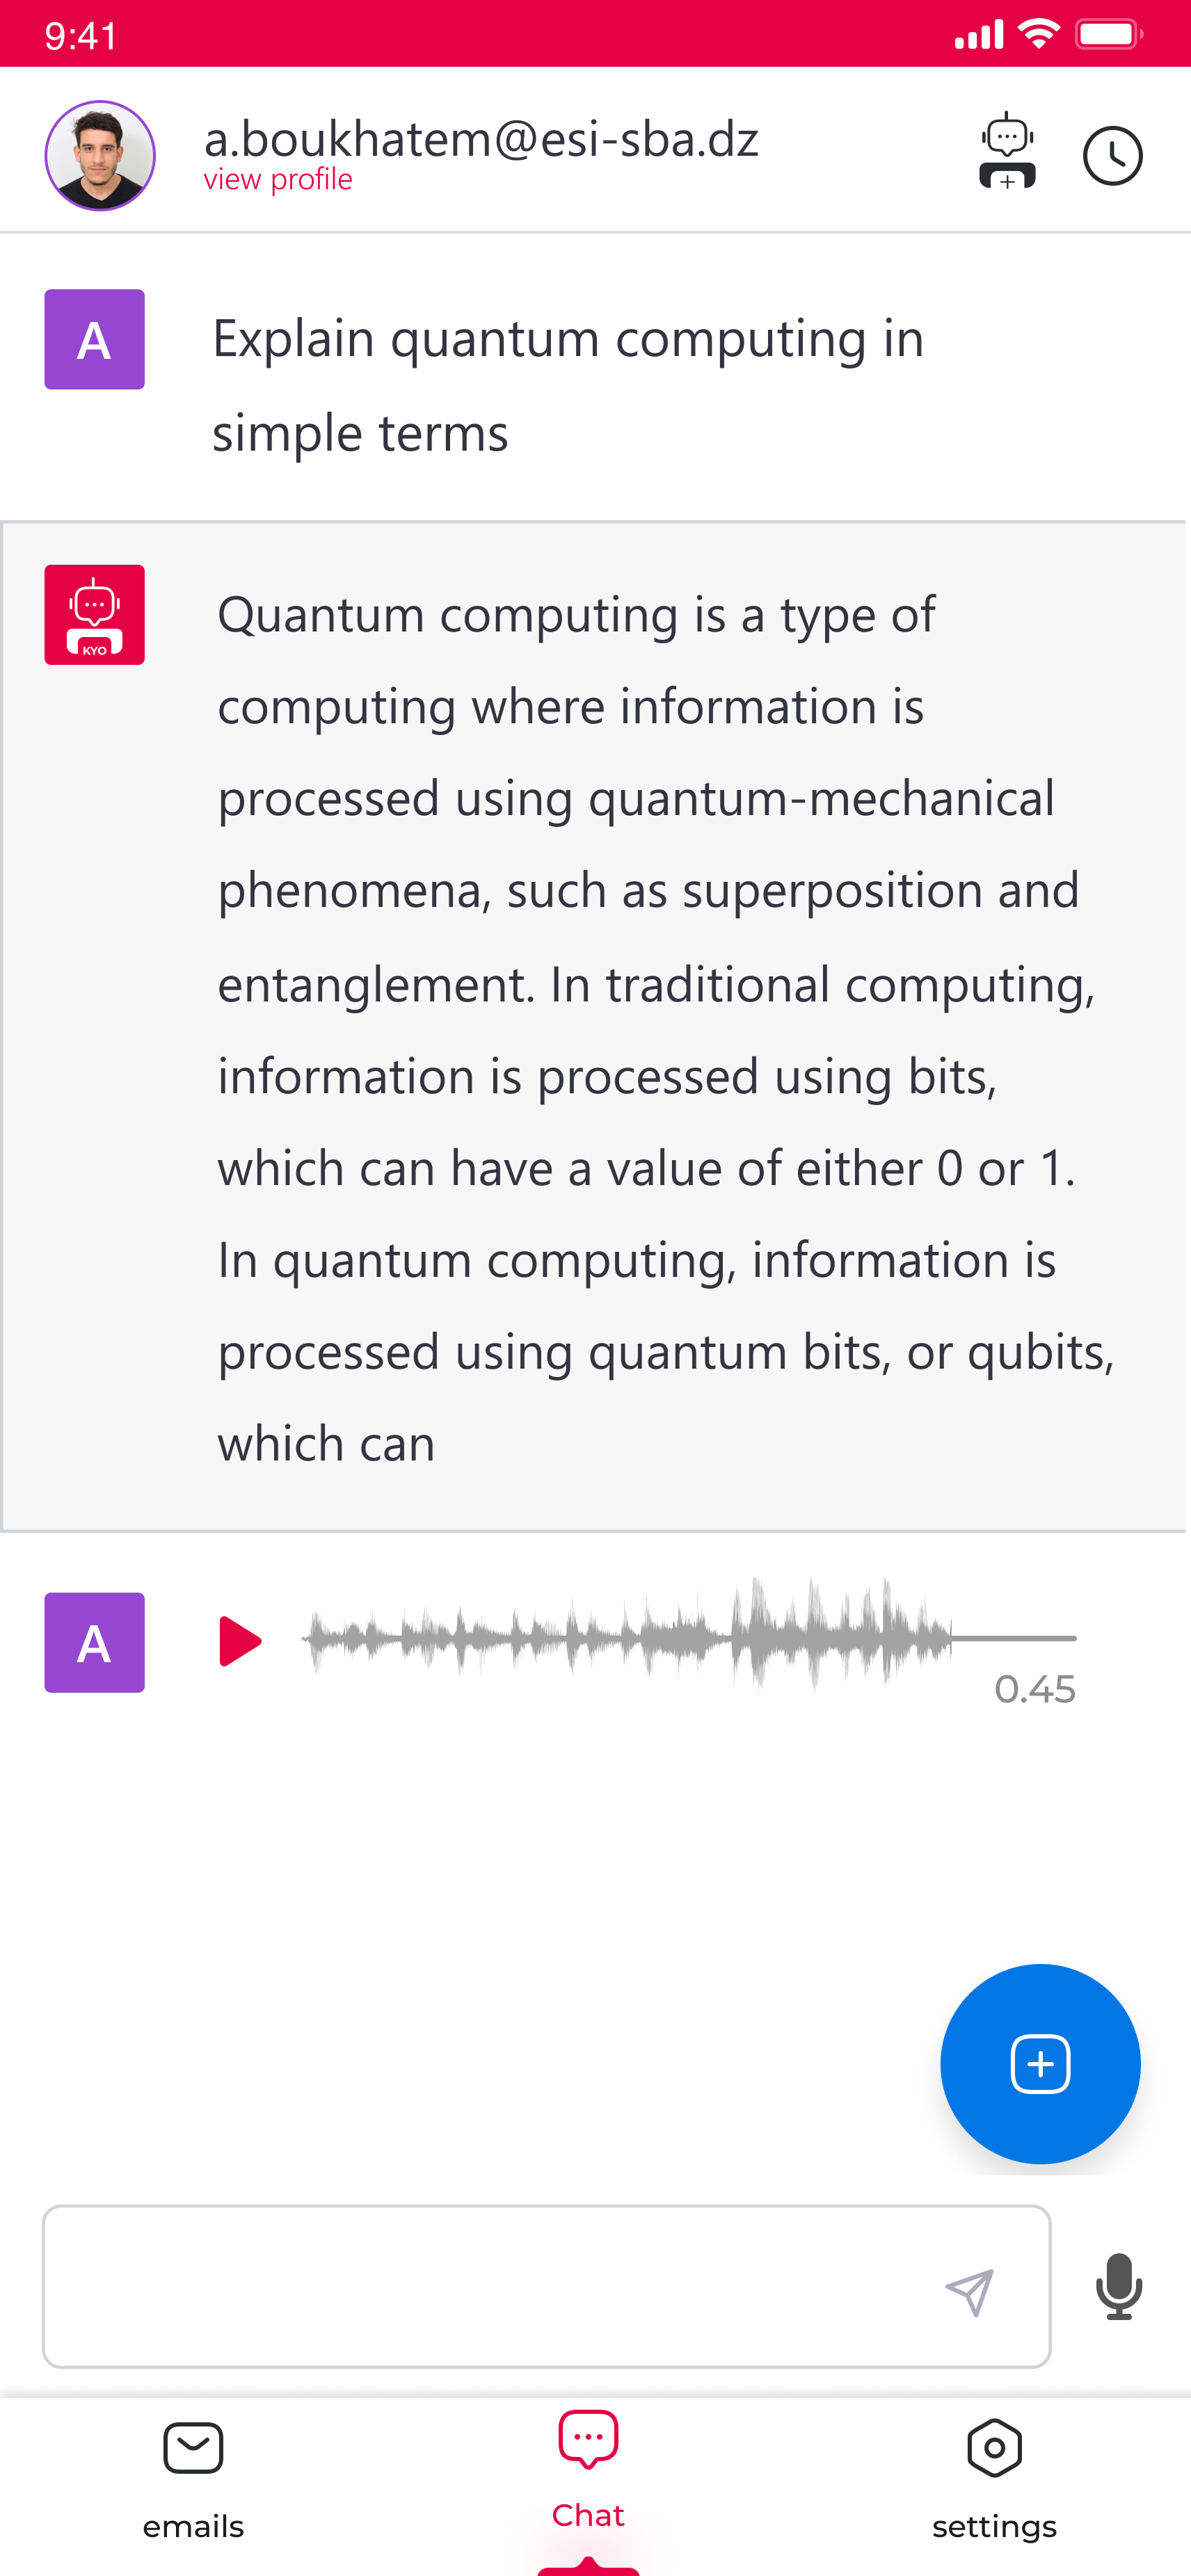 9:41
a.boukhatem@esi-sba.dz
view profile
A
Explain quantum computing in
simple terms
KYO
Quantum computing is a type of
computing where information is
processed using quantum-mechanical
phenomena, such as superposition and
entanglement. In traditional computing,
information is processed using bits,
which can have a value of either 0 or 1.
In quantum computing, information is
processed using quantum bits, or qubits,
which can
A
0.45
emails
Chat
settings